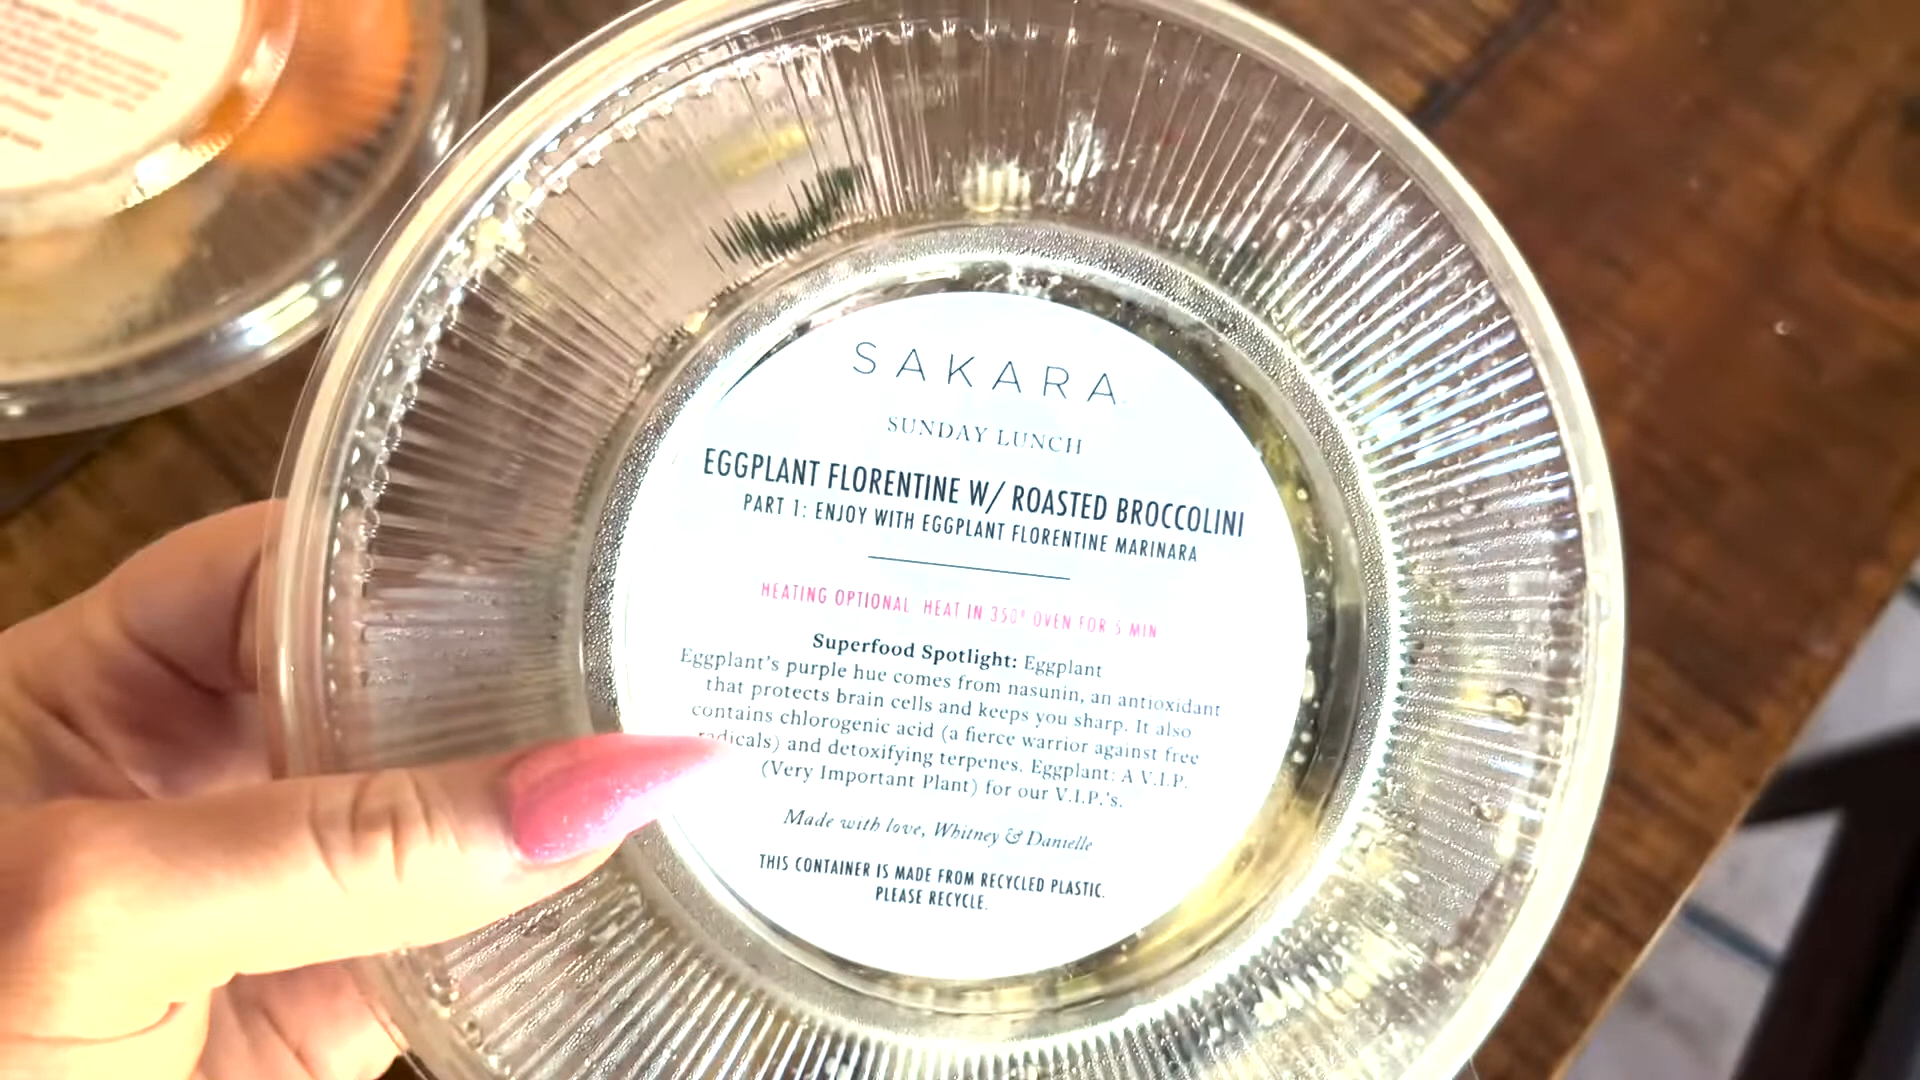 SAKARA
SUNDAY LUNCH
EGGPLANT FLORENTINE W/ ROASTED BROCCOLINI
PART 1: ENJOY WITH EGGPLANT FLORENTINE MARINARA
HEATING OPTIONAL HEAT IN 350° OVEN FOR 5 MIN
Superfood Spotlight: Eggplant
Eggplant's purple hue comes from nasunin, an antioxidant
that protects brain cells and keeps you sharp. It also
contains chlorogenic acid (a fierce warrior against free
radicals) and detoxifying terpenes. Eggplant: A V.I.P.
(Very Important Plant) for our V.I.P.'s.
Made with love, Whitney & Danielle
THIS CONTAINER IS MADE FROM RECYCLED PLASTIC.
PLEASE RECYCLE.